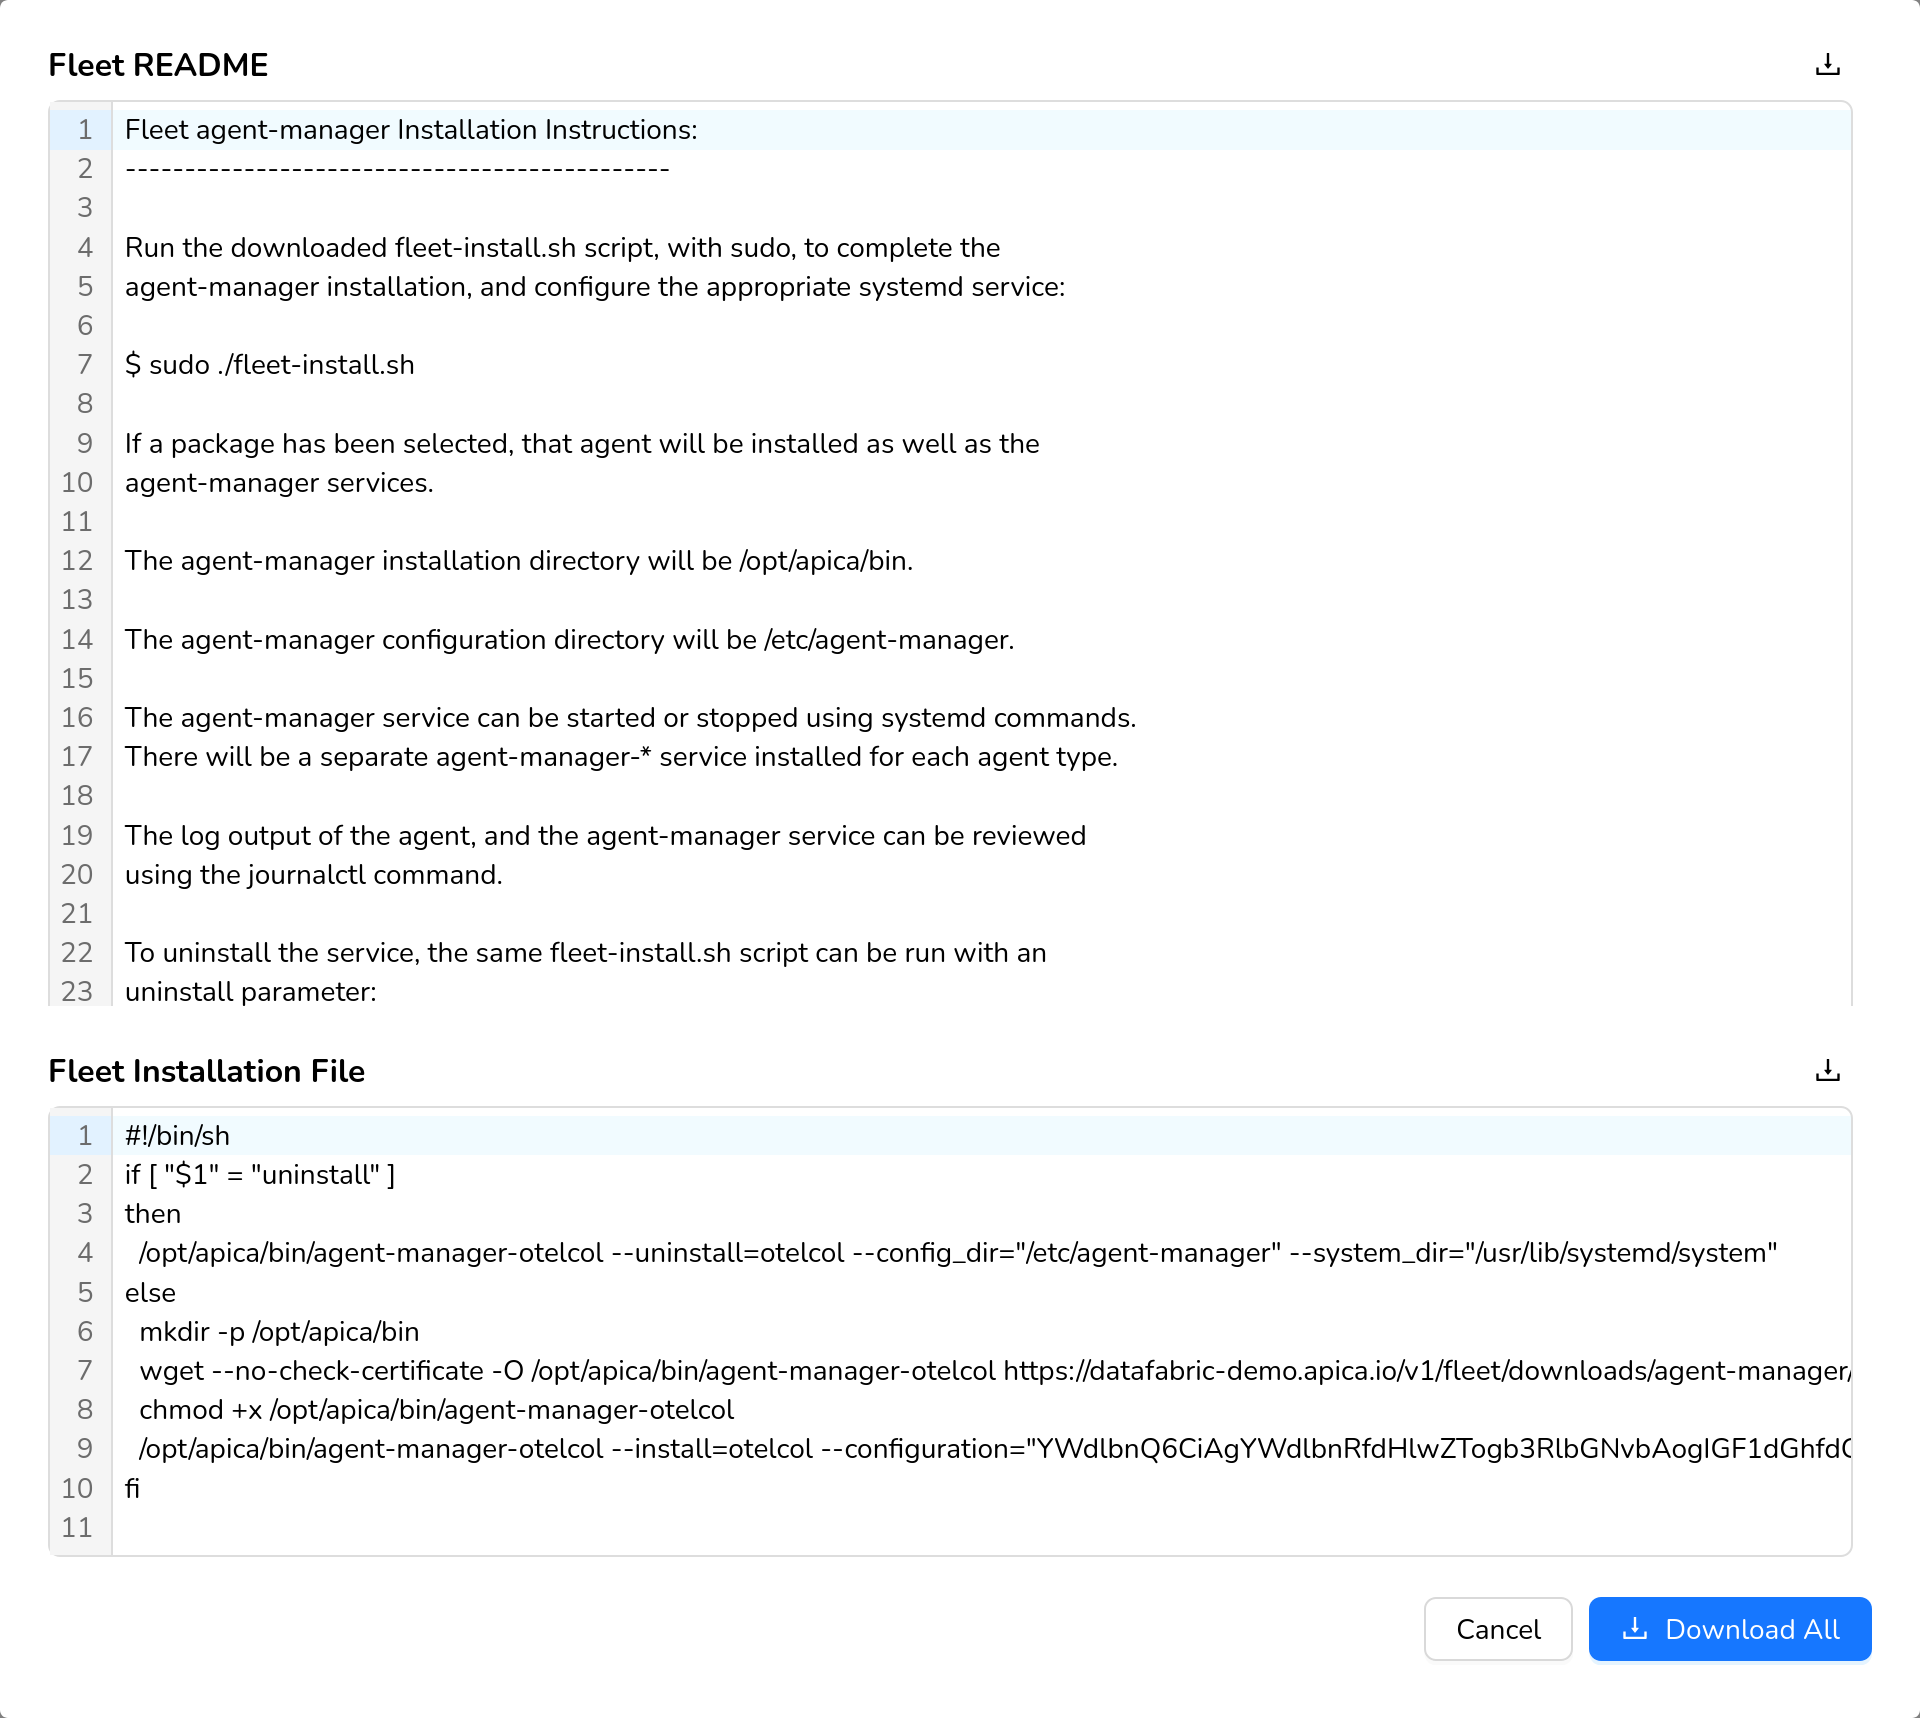 Fleet README
1 Fleet agent-manager Installation Instructions:
2 ----------------------------------------------
3
4 Run the downloaded fleet-install.sh script, with sudo, to complete the
5 agent-manager installation, and configure the appropriate systemd service:
6
7 $ sudo ./fleet-install.sh
8
9 If a package has been selected, that agent will be installed as well as the
10 agent-manager services.
11
12 The agent-manager installation directory will be /opt/apica/bin.
13
14 The agent-manager configuration directory will be /etc/agent-manager.
15
16 The agent-manager service can be started or stopped using systemd commands.
17 There will be a separate agent-manager-* service installed for each agent type.
18
19 The log output of the agent, and the agent-manager service can be reviewed
20 using the journalctl command.
21
22 To uninstall the service, the same fleet-install.sh script can be run with an
23 uninstall parameter:
Fleet Installation File
1 #!/bin/sh
2 if [ "$1" = "uninstall" ]
3 then
4 /opt/apica/bin/agent-manager-otelcol --uninstall=otelcol --config_dir="/etc/agent-manager" --system_dir="/usr/lib/systemd/system"
5 else
6 mkdir -p /opt/apica/bin
7 wget --no-check-certificate -O /opt/apica/bin/agent-manager-otelcol https://datafabric-demo.apica.io/v1/fleet/downloads/agent-manager/
8 chmod +x /opt/apica/bin/agent-manager-otelcol
9 /opt/apica/bin/agent-manager-otelcol --install=otelcol --configuration="YWdlbnQ6CiAgYWdlbnRfdHlwZTogb3RlbGNvbAogIGF1dGhfd
10 fi
11
Cancel
Download All